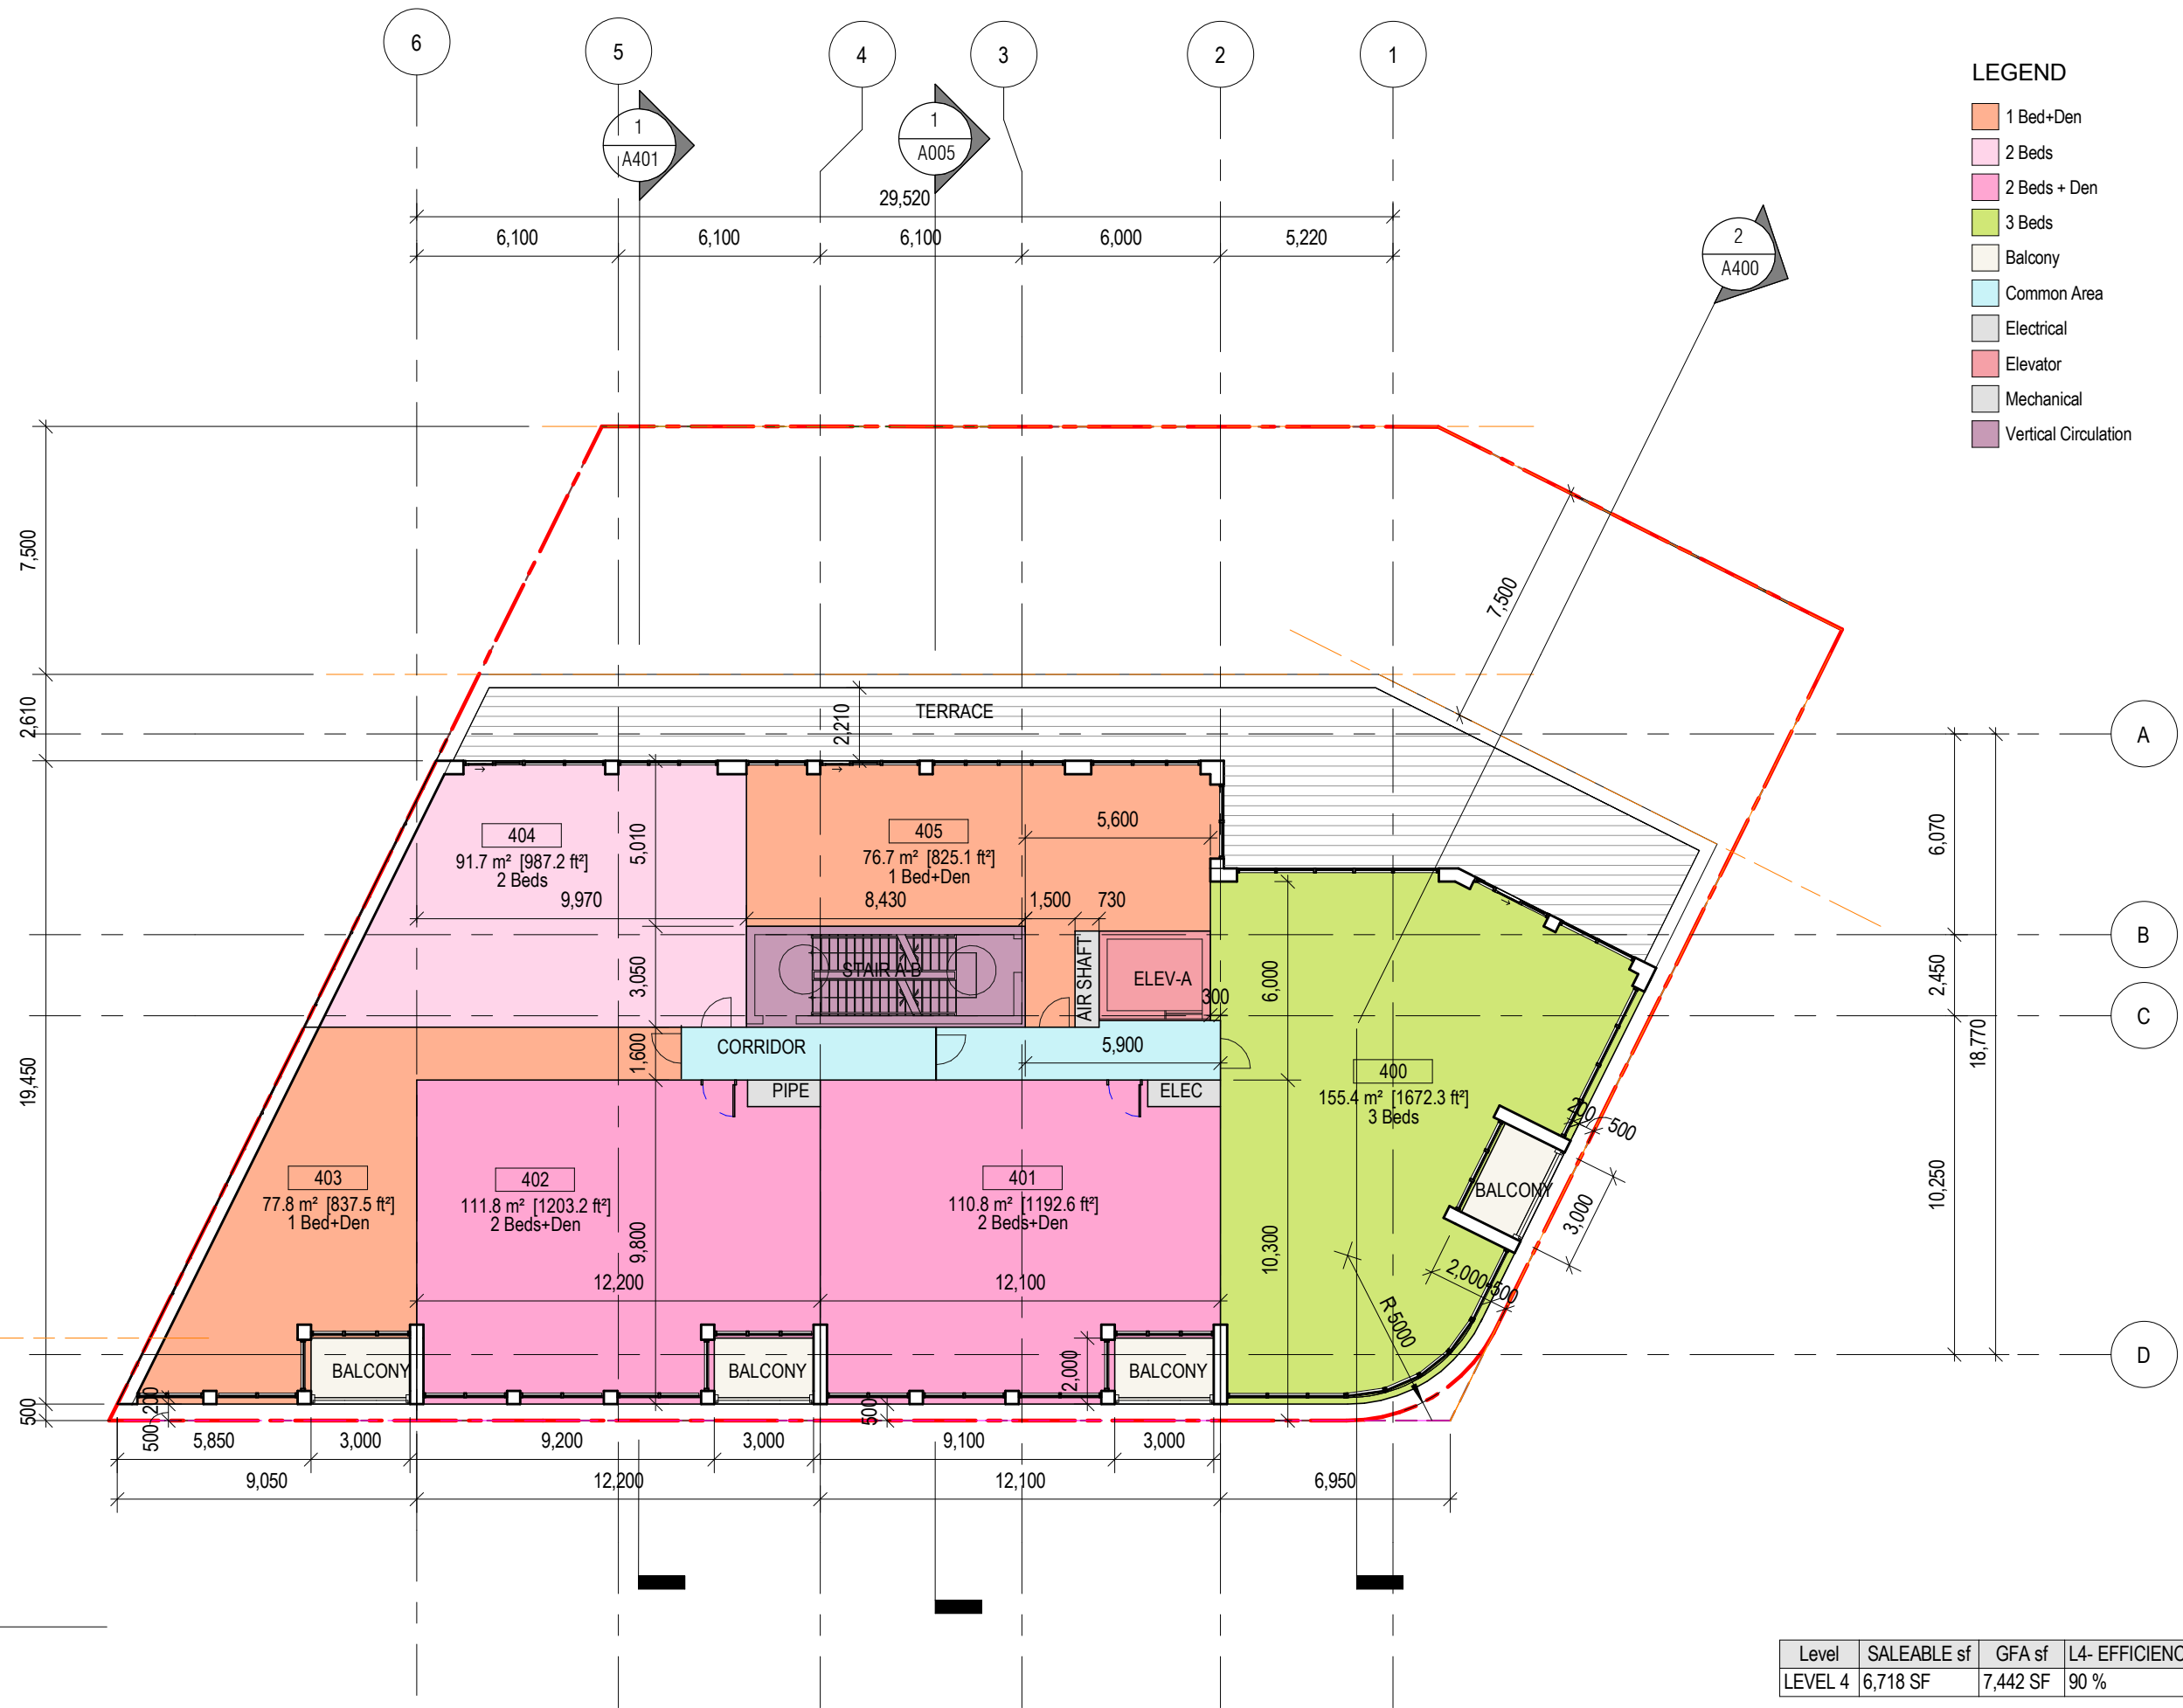 6
5
4
3
2
1
LEGEND
1 Bed+Den
2 Beds
2 Beds + Den
3 Beds
Balcony
Common Area
Electrical
Elevator
Mechanical
Vertical Circulation
1
A401
1
A005
2
A400
29,520
6,100
6,100
6,100
6,000
5,220
7,500
2,610
19,450
500
7,500
TERRACE
2,210
A
B
C
D
6,070
2,450
10,250
18,770
404
91.7 m² [987.2 ft²]
2 Beds
5,010
405
76.7 m² [825.1 ft²]
1 Bed+Den
5,600
9,970
8,430
1,500
730
3,050
STAIR A-B
AIR SHAFT
ELEV-A
300
6,000
1,600
CORRIDOR
5,900
PIPE
ELEC
400
155.4 m² [1672.3 ft²]
3 Beds
200
500
BALCONY
3,000
2,000
500
R 5000
403
77.8 m² [837.5 ft²]
1 Bed+Den
402
111.8 m² [1203.2 ft²]
2 Beds+Den
401
110.8 m² [1192.6 ft²]
2 Beds+Den
9,800
10,300
12,200
12,100
BALCONY
BALCONY
BALCONY
2,000
200
500
500
5,850
3,000
9,200
3,000
9,100
3,000
9,050
12,200
12,100
6,950
Level SALEABLE sf GFA sf L4- EFFICIENC
LEVEL 4 6,718 SF 7,442 SF 90 %